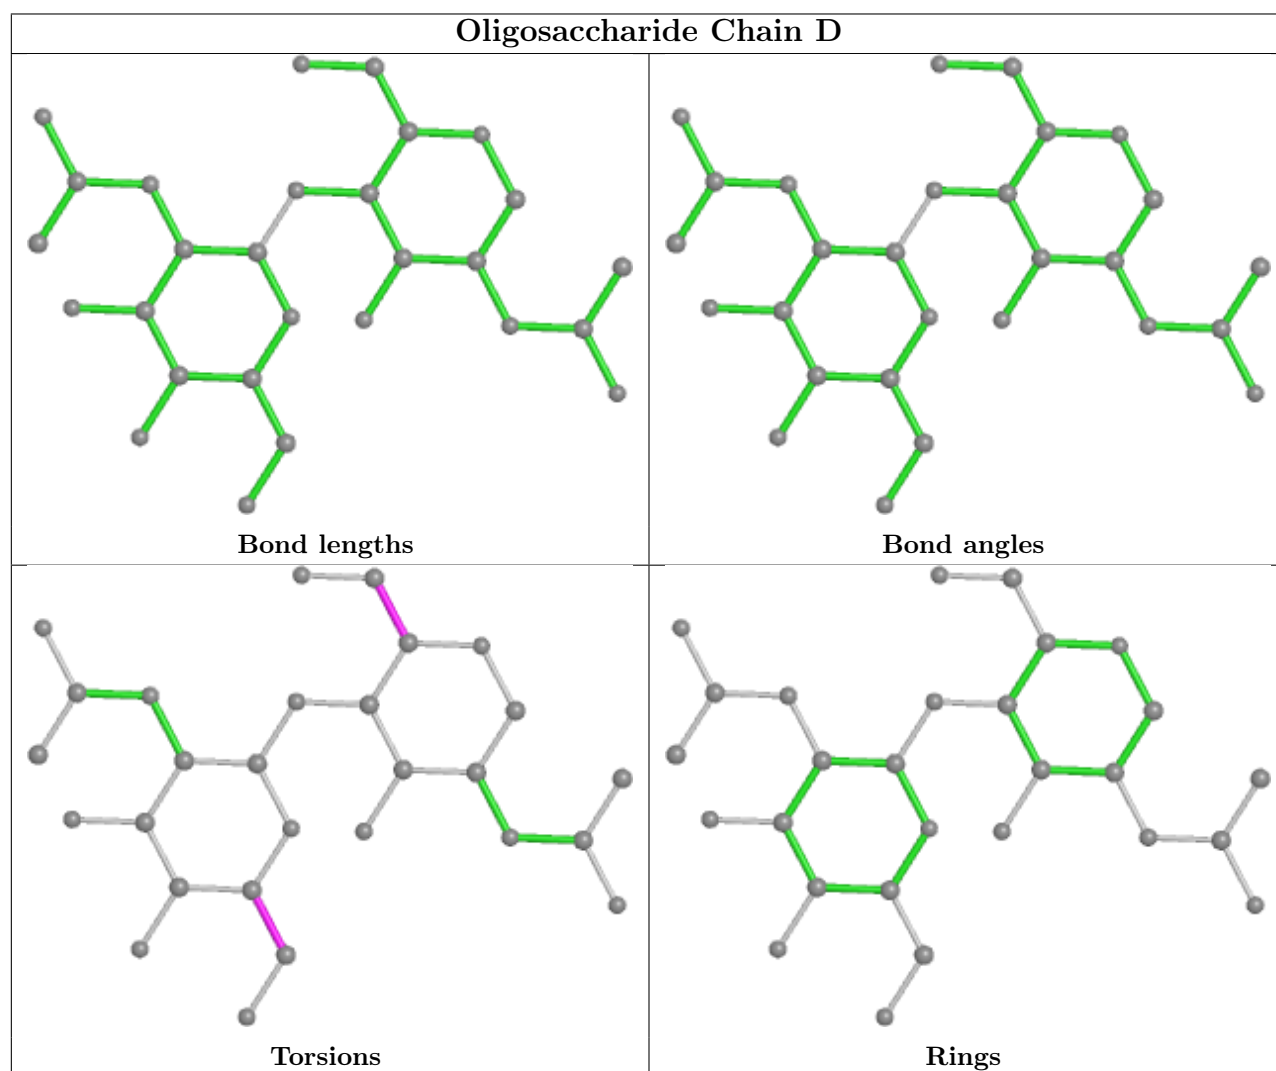 Oligosaccharide Chain D
Bond lengths
Bond angles
Torsions
Rings